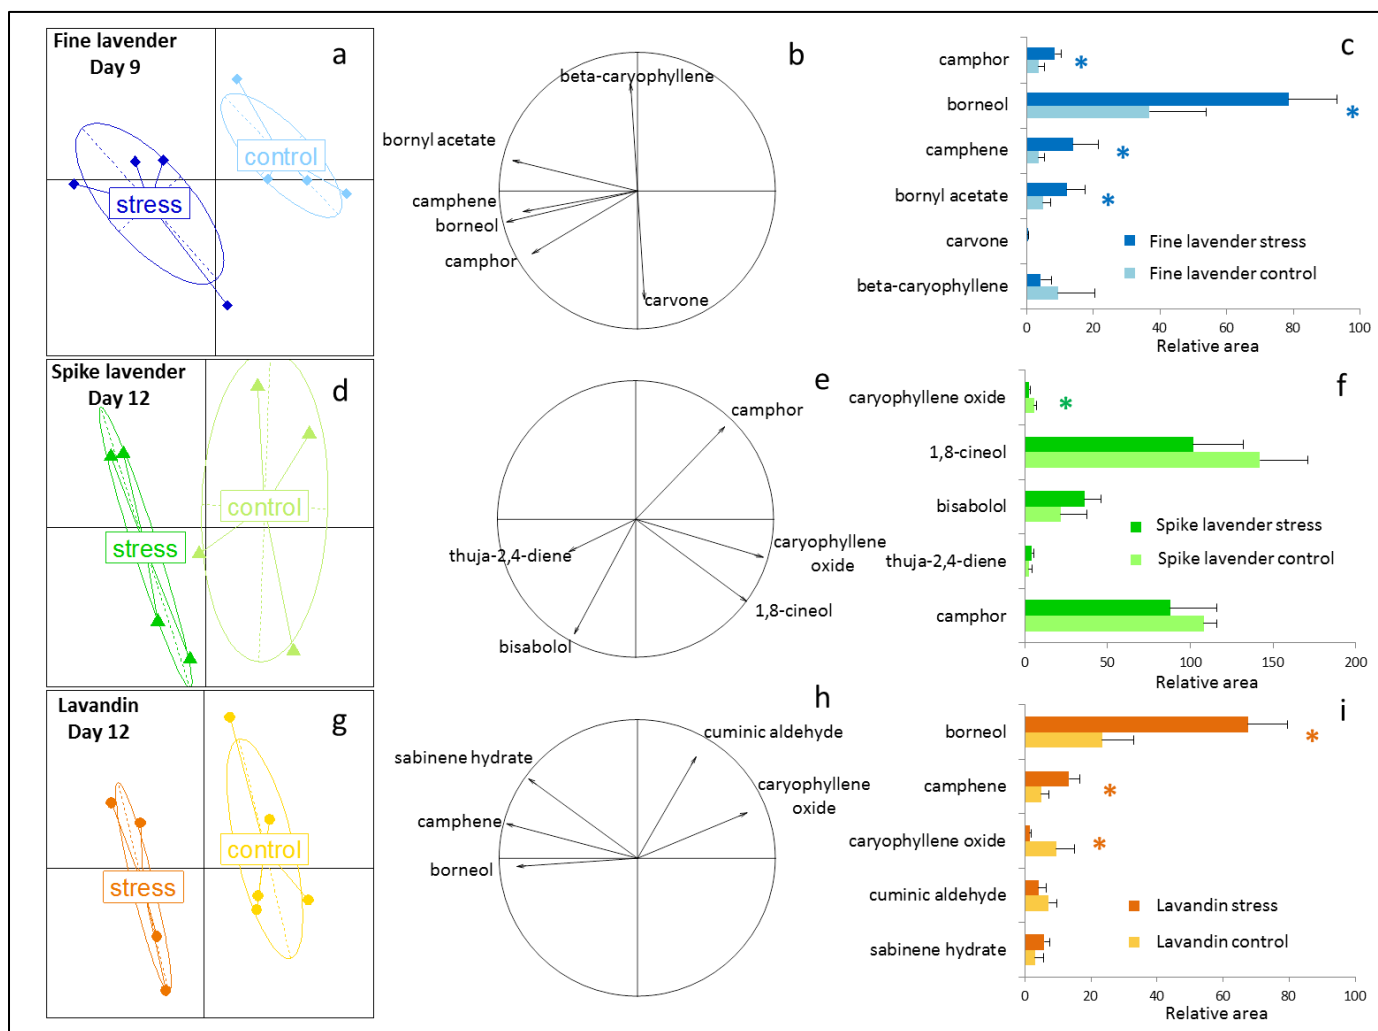 Fine lavender
Day 9
a
stress
control
b
beta-caryophyllene
bornyl acetate
camphene
borneol
camphor
carvone
c
camphor
*
borneol
*
camphene
*
bornyl acetate
*
carvone
beta-caryophyllene
Fine lavender stress
Fine lavender control
0 20 40 60 80 100
Relative area
Spike lavender
Day 12
d
stress
control
e
camphor
thuja-2,4-diene
caryophyllene
oxide
1,8-cineol
bisabolol
f
caryophyllene oxide
*
1,8-cineol
bisabolol
thuja-2,4-diene
camphor
Spike lavender stress
Spike lavender control
0 50 100 150 200
Relative area
Lavandin
Day 12
g
stress
control
h
cuminic aldehyde
sabinene hydrate
caryophyllene
oxide
camphene
borneol
i
borneol
*
camphene
*
caryophyllene oxide
*
cuminic aldehyde
sabinene hydrate
Lavandin stress
Lavandin control
0 20 40 60 80 100
Relative area